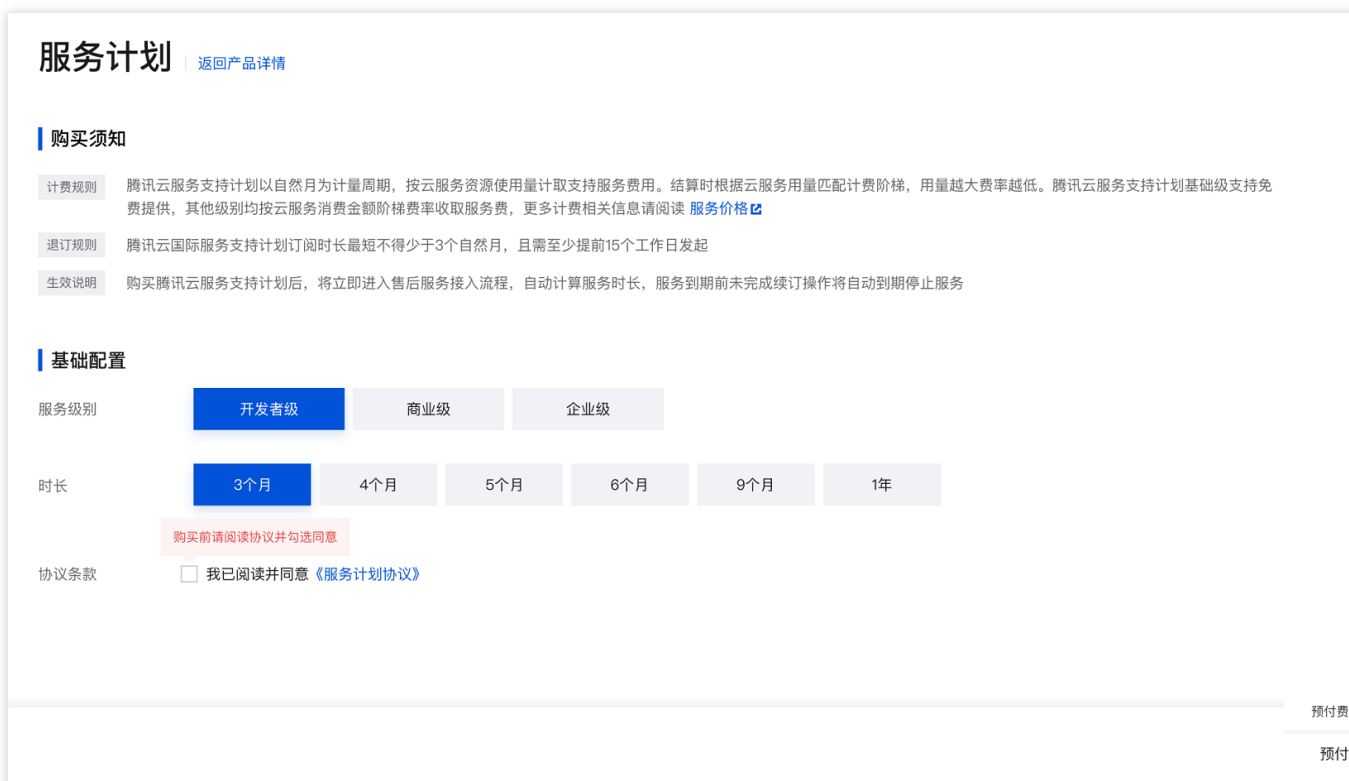 服务计划
返回产品详情
购买须知
计费规则
腾讯云服务支持计划以自然月为计量周期，按云服务资源使用量计取支持服务费用。结算时根据云服务用量匹配计费阶梯，用量越大费率越低。腾讯云服务支持计划基础级支持免
费提供，其他级别均按云服务消费金额阶梯费率收取服务费，更多计费相关信息请阅读 服务价格
退订规则
腾讯云国际服务支持计划订阅时长最短不得少于3个自然月，且需至少提前15个工作日发起
生效说明
购买腾讯云服务支持计划后，将立即进入售后服务接入流程，自动计算服务时长，服务到期前未完成续订操作将自动到期停止服务
基础配置
服务级别
开发者级
商业级
企业级
时长
3个月
4个月
5个月
6个月
9个月
1年
购买前请阅读协议并勾选同意
协议条款
我已阅读并同意《服务计划协议》
预付费
预付